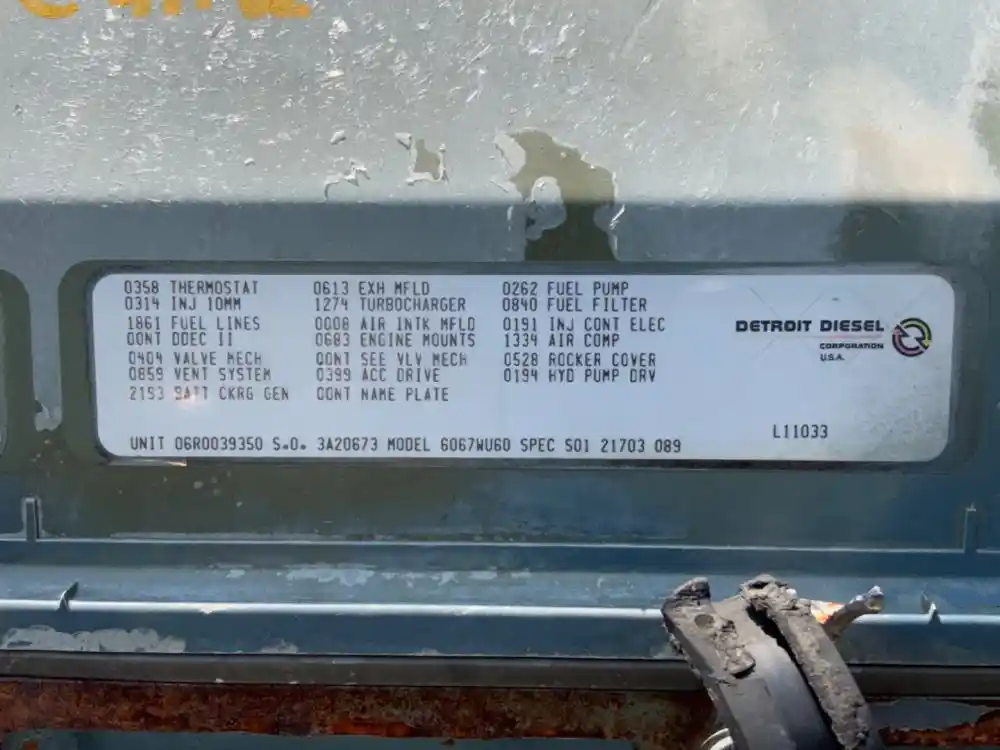 0358 THERMOSTAT 0613 EXH MFLD 0262 FUEL PUMP
0314 INJ 10MM 1274 TURBOCHARGER 0840 FUEL FILTER
1861 FUEL LINES 0008 AIR INTK MFLD 0191 INJ CONT ELEC
00NT DDEC II 0683 ENGINE MOUNTS 1334 AIR COMP
0404 VALVE MECH 00NT SEE VLV MECH 0528 ROCKER COVER
0859 VENT SYSTEM 0399 ACC DRIVE 0194 HYD PUMP DRV
2153 BATT CKRG GEN 00NT NAME PLATE
DETROIT DIESEL
CORPORATION
U.S.A.
L11033
UNIT 06R0039350 S.O. 3A20673 MODEL 6067WU60 SPEC S01 21703 089